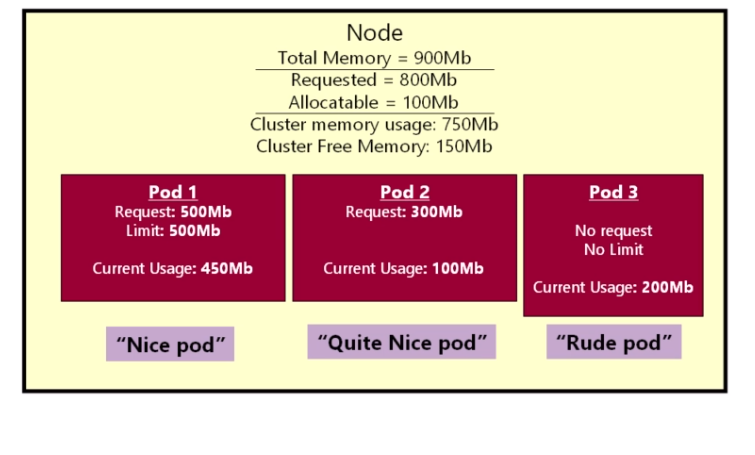 Node
Total Memory = 900Mb
Requested = 800Mb
Allocatable = 100Mb
Cluster memory usage: 750Mb
Cluster Free Memory: 150Mb
Pod 1
Request: 500Mb
Limit: 500Mb
Current Usage: 450Mb
Pod 2
Request: 300Mb
Current Usage: 100Mb
Pod 3
No request
No Limit
Current Usage: 200Mb
“Nice pod”
“Quite Nice pod”
“Rude pod”